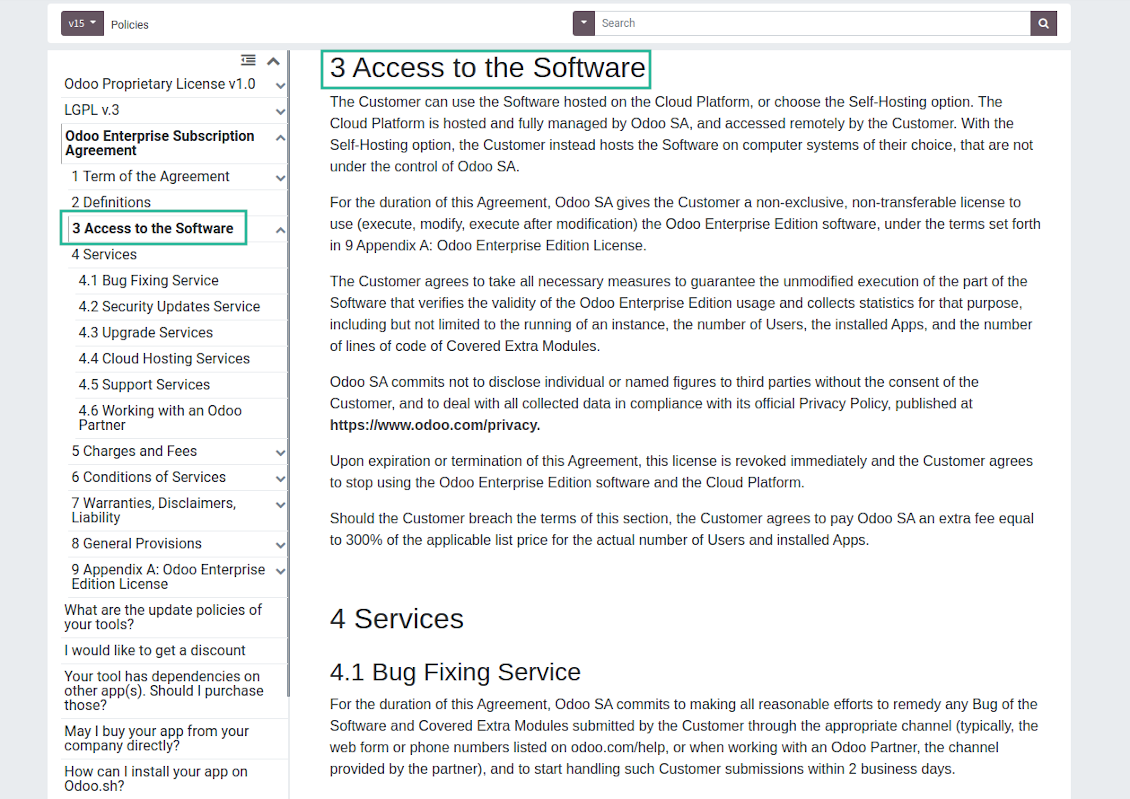 v15
Policies
Search
Odoo Proprietary License v1.0
LGPL v.3
Odoo Enterprise Subscription
Agreement
1 Term of the Agreement
2 Definitions
3 Access to the Software
4 Services
4.1 Bug Fixing Service
4.2 Security Updates Service
4.3 Upgrade Services
4.4 Cloud Hosting Services
4.5 Support Services
4.6 Working with an Odoo
Partner
5 Charges and Fees
6 Conditions of Services
7 Warranties, Disclaimers,
Liability
8 General Provisions
9 Appendix A: Odoo Enterprise
Edition License
What are the update policies of
your tools?
I would like to get a discount
Your tool has dependencies on
other app(s). Should I purchase
those?
May I buy your app from your
company directly?
How can I install your app on
Odoo.sh?
3 Access to the Software
The Customer can use the Software hosted on the Cloud Platform, or choose the Self-Hosting option. The
Cloud Platform is hosted and fully managed by Odoo SA, and accessed remotely by the Customer. With the
Self-Hosting option, the Customer instead hosts the Software on computer systems of their choice, that are not
under the control of Odoo SA.
For the duration of this Agreement, Odoo SA gives the Customer a non-exclusive, non-transferable license to
use (execute, modify, execute after modification) the Odoo Enterprise Edition software, under the terms set forth
in 9 Appendix A: Odoo Enterprise Edition License.
The Customer agrees to take all necessary measures to guarantee the unmodified execution of the part of the
Software that verifies the validity of the Odoo Enterprise Edition usage and collects statistics for that purpose,
including but not limited to the running of an instance, the number of Users, the installed Apps, and the number
of lines of code of Covered Extra Modules.
Odoo SA commits not to disclose individual or named figures to third parties without the consent of the
Customer, and to deal with all collected data in compliance with its official Privacy Policy, published at
https://www.odoo.com/privacy.
Upon expiration or termination of this Agreement, this license is revoked immediately and the Customer agrees
to stop using the Odoo Enterprise Edition software and the Cloud Platform.
Should the Customer breach the terms of this section, the Customer agrees to pay Odoo SA an extra fee equal
to 300% of the applicable list price for the actual number of Users and installed Apps.
4 Services
4.1 Bug Fixing Service
For the duration of this Agreement, Odoo SA commits to making all reasonable efforts to remedy any Bug of the
Software and Covered Extra Modules submitted by the Customer through the appropriate channel (typically, the
web form or phone numbers listed on odoo.com/help, or when working with an Odoo Partner, the channel
provided by the partner), and to start handling such Customer submissions within 2 business days.